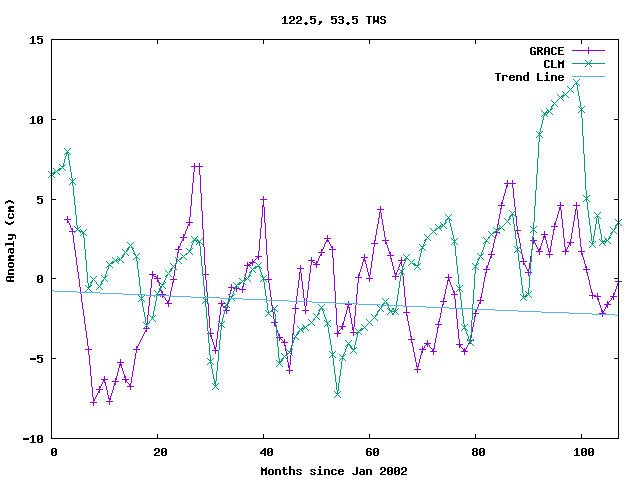 122.5, 53.5 TWS
GRACE
CLM
Trend Line
15
10
5
0
-5
-10
Anomaly (cm)
0 20 40 60 80 100
Months since Jan 2002